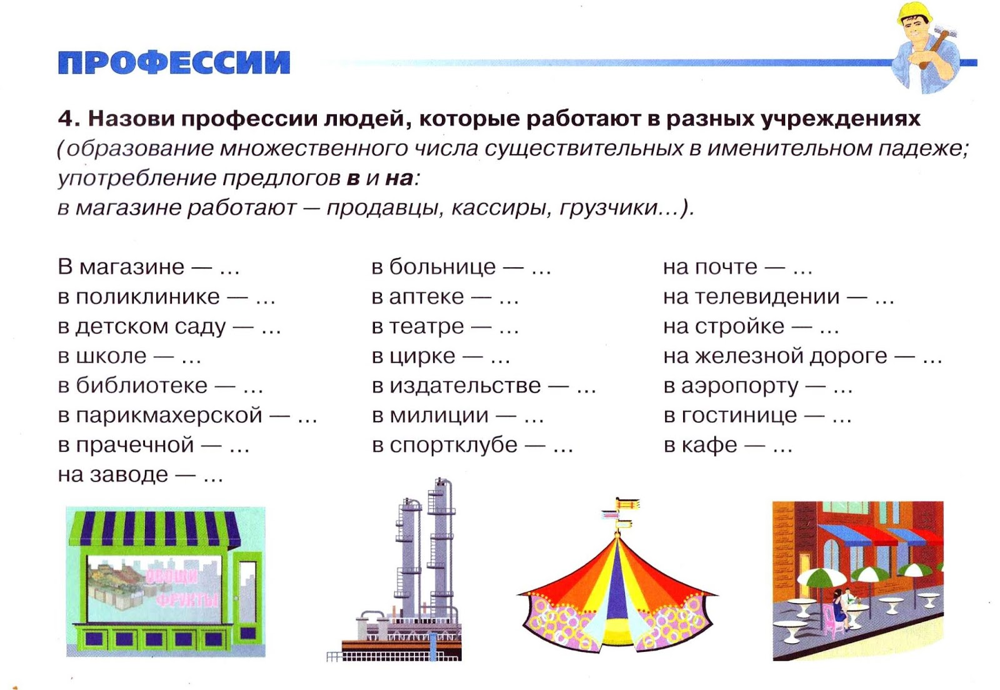 ПРОФЕССИИ
4. Назови профессии людей, которые работают в разных учреждениях
(образование множественного числа существительных в именительном падеже;
употребление предлогов в и на:
в магазине работают — продавцы, кассиры, грузчики...).
В магазине — ...
в поликлинике — ...
в детском саду — ...
в школе — ...
в библиотеке — ...
в парикмахерской — ...
в прачечной — ...
на заводе — ...
в больнице — ...
в аптеке — ...
в театре — ...
в цирке — ...
в издательстве — ...
в милиции — ...
в спортклубе — ...
на почте — ...
на телевидении — ...
на стройке — ...
на железной дороге — ...
в аэропорту — ...
в гостинице — ...
в кафе — ...
ОВОЩИ
ФРУКТЫ